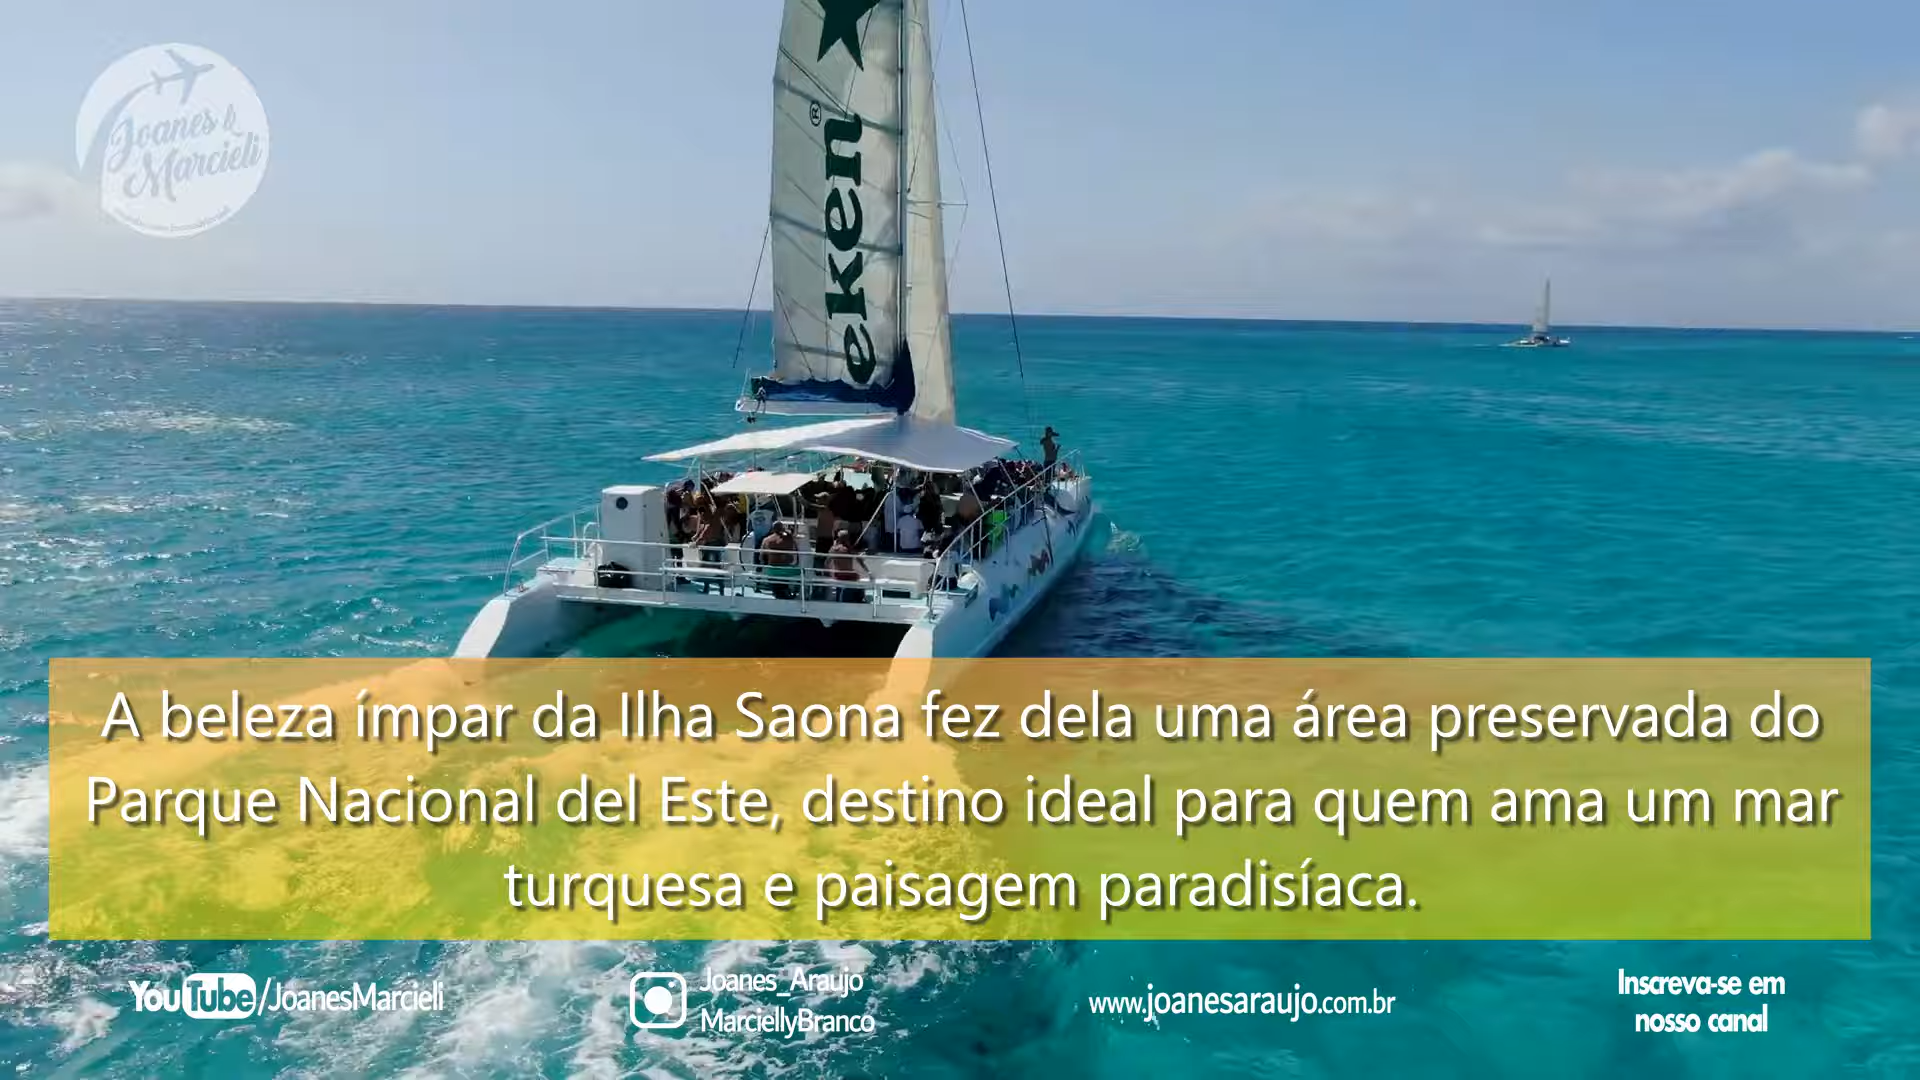 Joanes &
Marcieli
eken®
A beleza ímpar da Ilha Saona fez dela uma área preservada do
Parque Nacional del Este, destino ideal para quem ama um mar
turquesa e paisagem paradisíaca.
YouTube/JoanesMarcieli
Joanes_Araujo
MarciellyBranco
www.joanesaraujo.com.br
Inscreva-se em
nosso canal